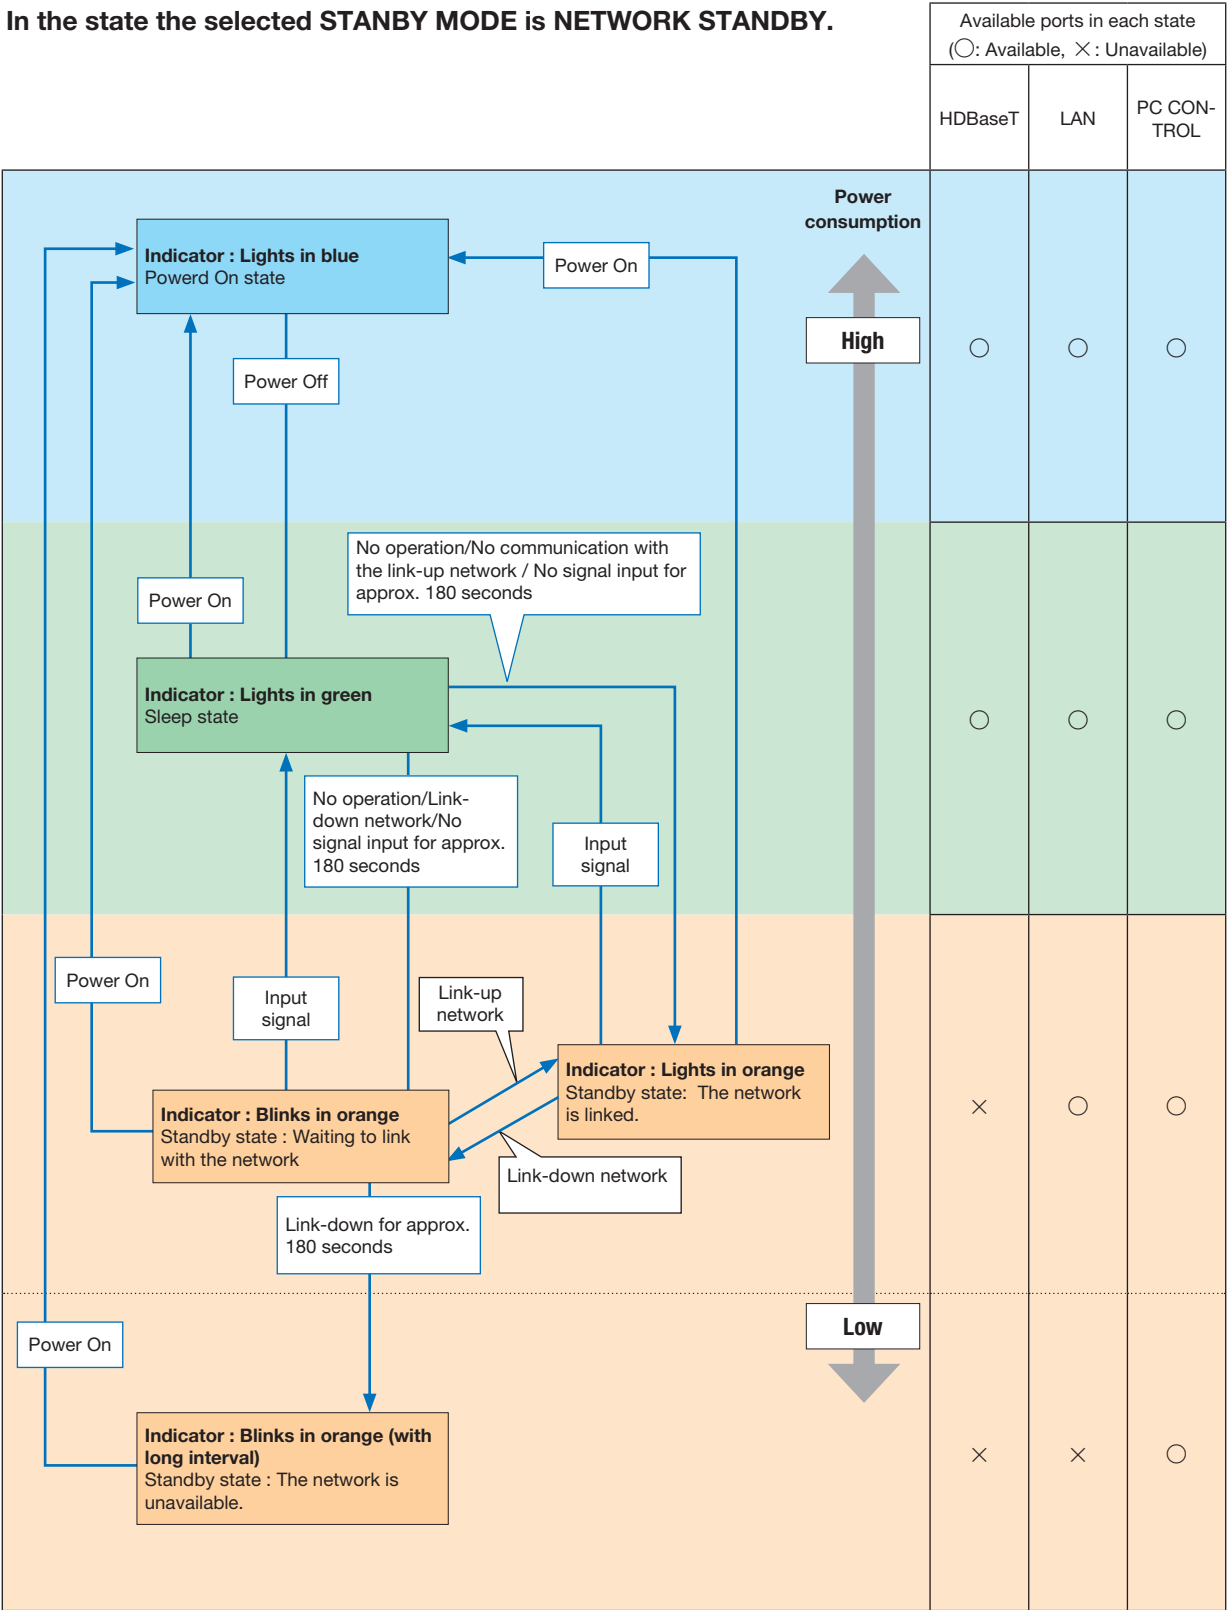 In the state the selected STANBY MODE is NETWORK STANDBY.
Available ports in each state
(○: Available, ×: Unavailable)
HDBaseT
LAN
PC CON-
TROL
Power
consumption
Indicator : Lights in blue
Powerd On state
Power On
High
○
○
○
Power Off
No operation/No communication with
the link-up network / No signal input for
approx. 180 seconds
Power On
Indicator : Lights in green
Sleep state
○
○
○
No operation/Link-
down network/No
signal input for approx.
180 seconds
Input
signal
Power On
Input
signal
Link-up
network
Indicator : Lights in orange
Standby state:  The network
is linked.
Indicator : Blinks in orange
Standby state : Waiting to link
with the network
×
○
○
Link-down network
Link-down for approx.
180 seconds
Power On
Low
Indicator : Blinks in orange (with
long interval)
Standby state : The network is
unavailable.
×
×
○